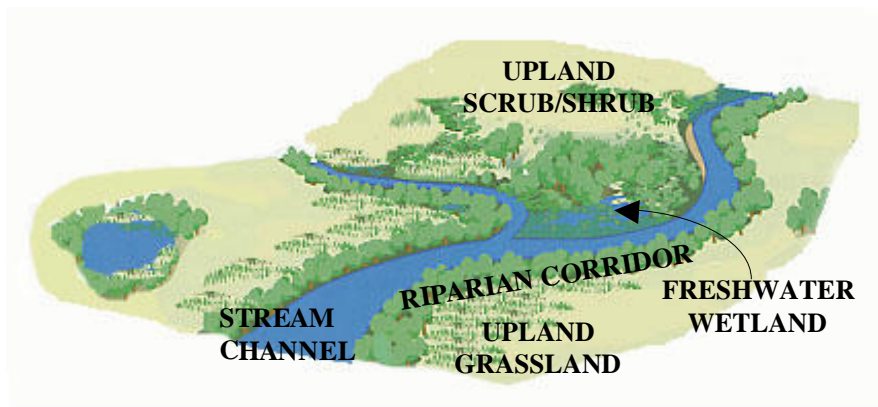 UPLAND
SCRUB/SHRUB
RIPARIAN CORRIDOR
FRESHWATER
WETLAND
STREAM
CHANNEL
UPLAND
GRASSLAND